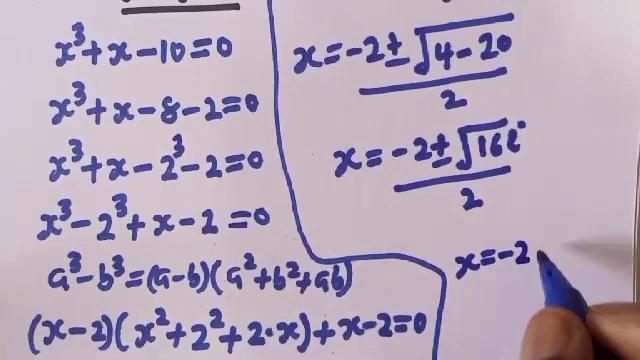 x³+x-10=0
x³+x-8-2=0
x³+x-2³-2=0
x³-2³+x-2=0
a³-b³=(a-b)(a²+b²+ab)
(x-2)(x²+2²+2·x)+x-2=0
x=-2±√4-20/2
x=-2±√16i/2
x=-2